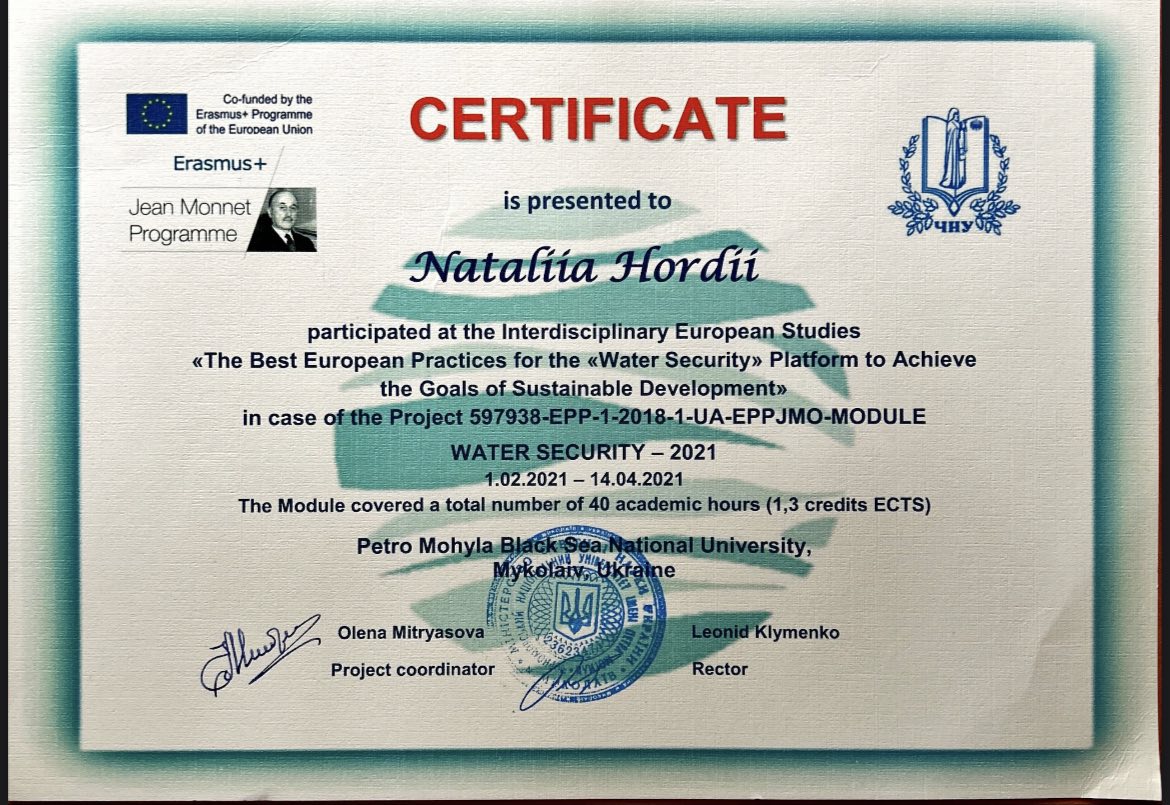 Co-funded by the
Erasmus+ Programme
of the European Union
Erasmus+
Jean Monnet
Programme
CERTIFICATE
ЧНУ
is presented to
Nataliia Hordii
participated at the Interdisciplinary European Studies
«The Best European Practices for the «Water Security» Platform to Achieve
the Goals of Sustainable Development»
in case of the Project 597938-EPP-1-2018-1-UA-EPPJMO-MODULE
WATER SECURITY – 2021
1.02.2021 – 14.04.2021
The Module covered a total number of 40 academic hours (1,3 credits ECTS)
Petro Mohyla Black Sea National University,
Mykolaiv, Ukraine
Olena Mitryasova
Project coordinator
Leonid Klymenko
Rector